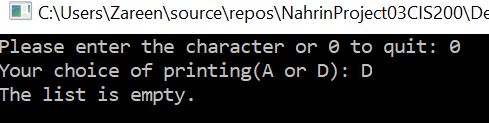 C:\Users\Zareen\source\repos\NahrinProject03CIS200\De
Please enter the character or 0 to quit: 0
Your choice of printing(A or D): D
The list is empty.